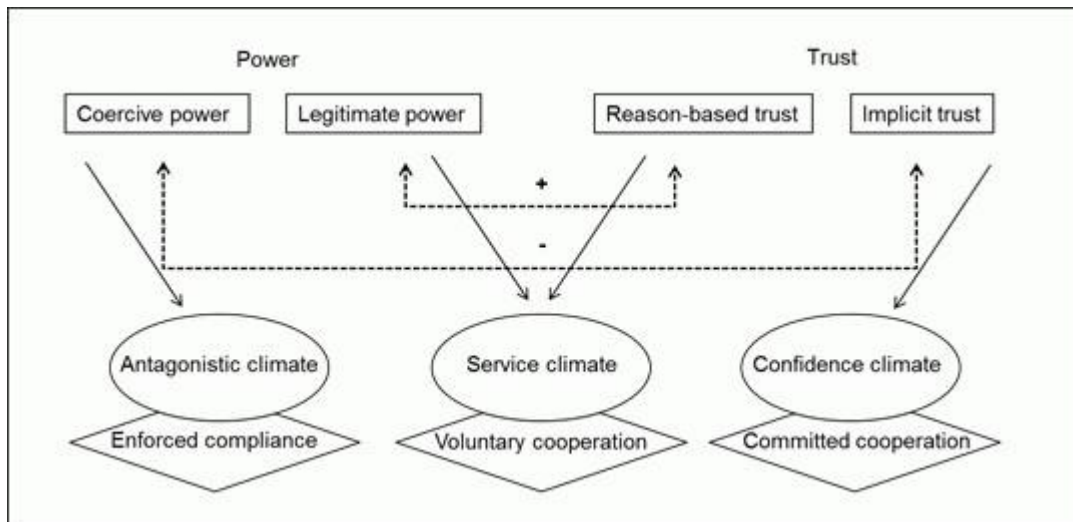 Power
Trust
Coercive power
Legitimate power
Reason-based trust
Implicit trust
+
-
Antagonistic climate
Service climate
Confidence climate
Enforced compliance
Voluntary cooperation
Committed cooperation